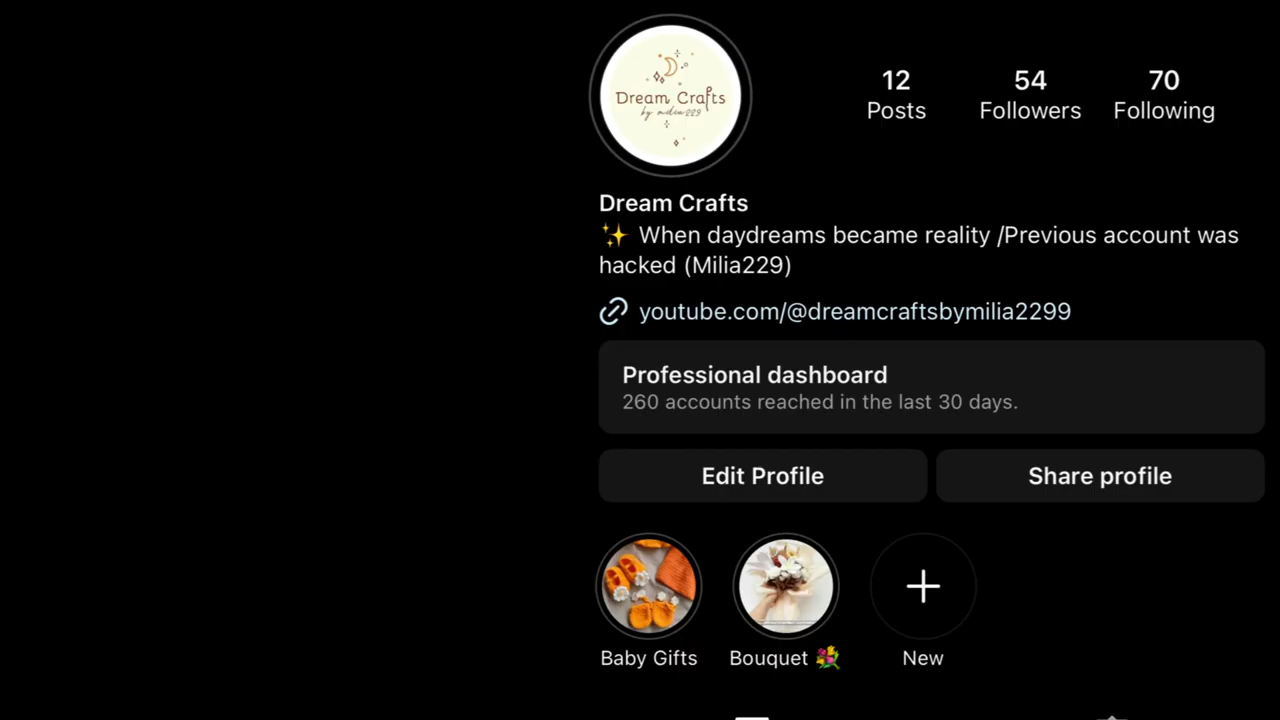 Dream Crafts
by milia229
12
Posts
54
Followers
70
Following
Dream Crafts
✨ When daydreams became reality /Previous account was
hacked (Milia229)
youtube.com/@dreamcraftsbymilia2299
Professional dashboard
260 accounts reached in the last 30 days.
Edit Profile
Share profile
Baby Gifts
Bouquet 💐
New